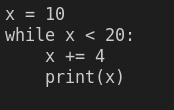 x = 10
while x < 20:
    x += 4
    print(x)